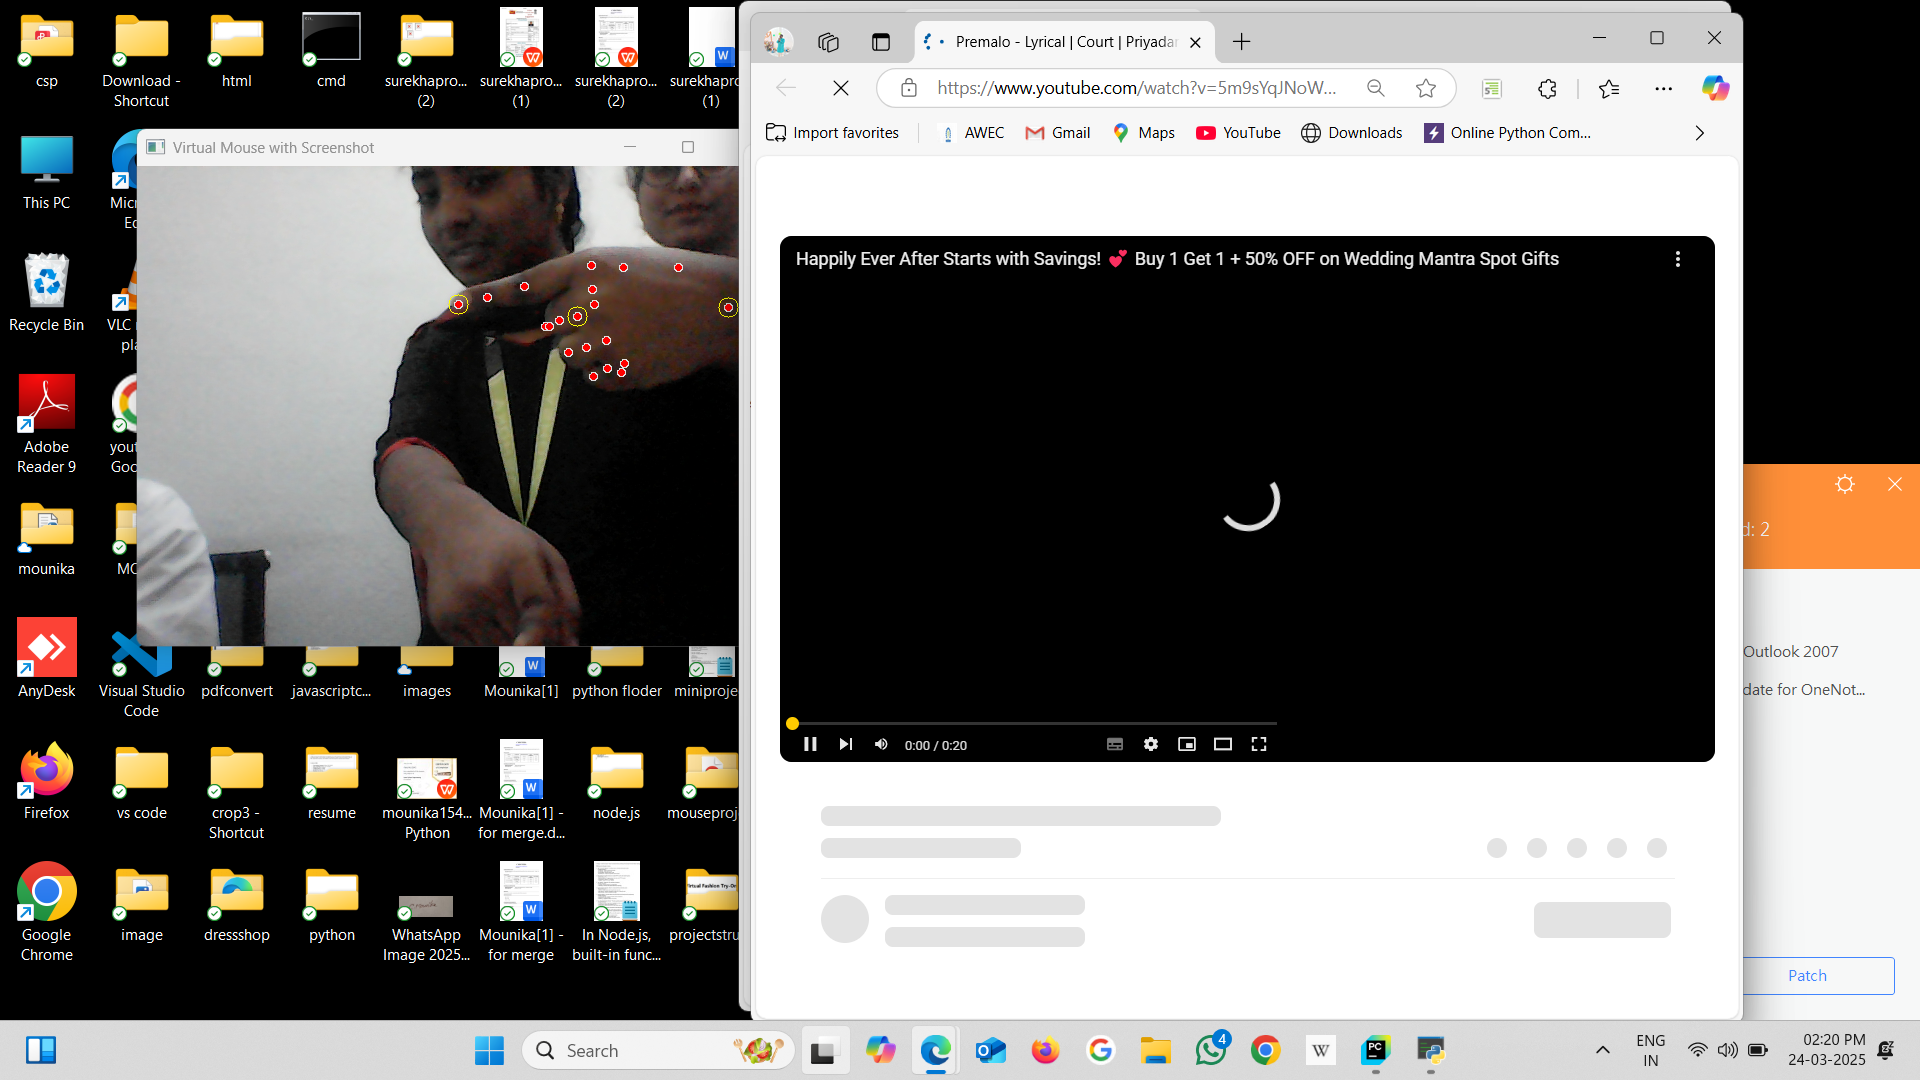 csp
Download -
Shortcut
html
cmd
surekhapro...
(2)
surekhapro...
(1)
surekhapro...
(2)
surekhapro
(1)
This PC
Micr
Ed
Recycle Bin
VLC
pla
Adobe
Reader 9
yout
Goo
mounika
MO
AnyDesk
Visual Studio
Code
pdfconvert
javascriptc...
images
Mounika[1]
python floder
miniproje
Firefox
vs code
crop3 -
Shortcut
resume
mounika154...
Python
Mounika[1] -
for merge.d...
node.js
mouseproj
Google
Chrome
image
dressshop
python
WhatsApp
Image 2025...
Mounika[1] -
for merge
In Node.js,
built-in func...
projectstru
Virtual Mouse with Screenshot
Premalo - Lyrical | Court | Priyadar
https://www.youtube.com/watch?v=5m9sYqJNoW...
Import favorites
AWEC
Gmail
Maps
YouTube
Downloads
Online Python Com...
Happily Ever After Starts with Savings! 💕 Buy 1 Get 1 + 50% OFF on Wedding Mantra Spot Gifts
0:00 / 0:20
d: 2
Outlook 2007
date for OneNot...
Patch
Search
4
ENG
IN
02:20 PM
24-03-2025